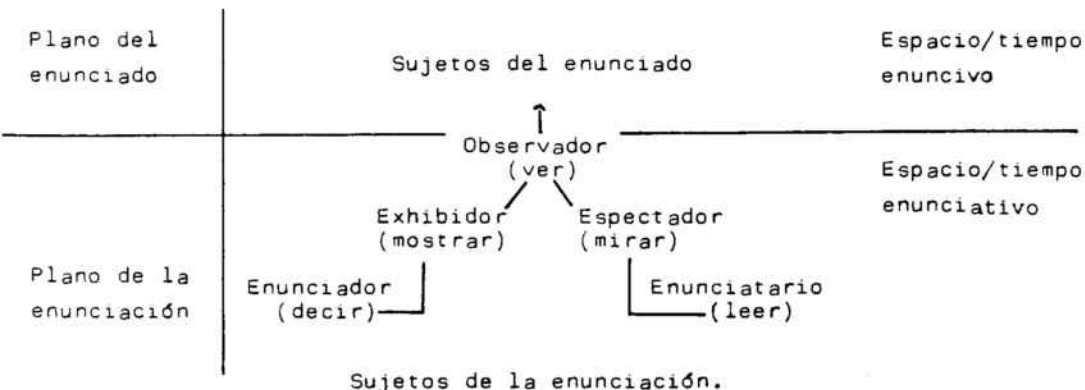 Plano del
enunciado
Sujetos del enunciado
Espacio/tiempo
enuncivo
Observador
(ver)
Espacio/tiempo
enunciativo
Exhibidor
(mostrar)
Espectador
(mirar)
Plano de la
enunciación
Enunciador
(decir)
Enunciatario
(leer)
Sujetos de la enunciación.